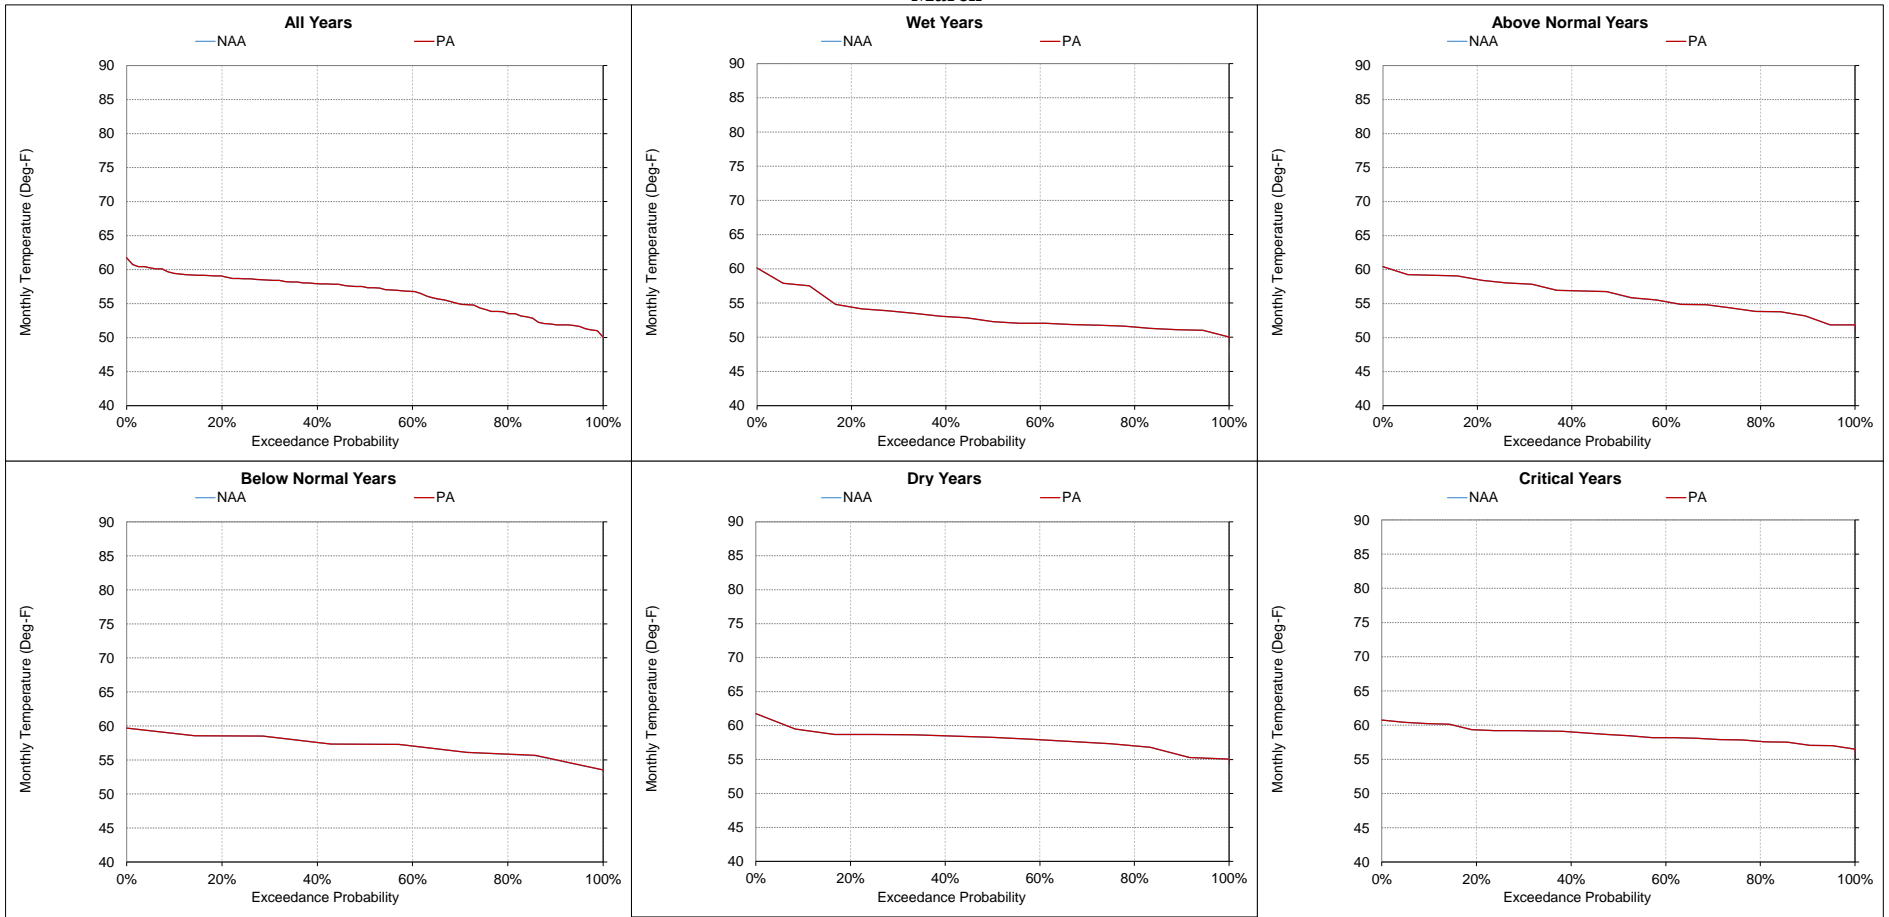 All Years
NAA PA
90
85
80
75
70
65
60
55
50
45
40
Monthly Temperature (Deg-F)
0% 20% 40% 60% 80% 100%
Exceedance Probability
Wet Years
NAA PA
90
85
80
75
70
65
60
55
50
45
40
Monthly Temperature (Deg-F)
0% 20% 40% 60% 80% 100%
Exceedance Probability
Above Normal Years
NAA PA
90
85
80
75
70
65
60
55
50
45
40
Monthly Temperature (Deg-F)
0% 20% 40% 60% 80% 100%
Exceedance Probability
Below Normal Years
NAA PA
90
85
80
75
70
65
60
55
50
45
40
Monthly Temperature (Deg-F)
0% 20% 40% 60% 80% 100%
Exceedance Probability
Dry Years
NAA PA
90
85
80
75
70
65
60
55
50
45
40
Monthly Temperature (Deg-F)
0% 20% 40% 60% 80% 100%
Exceedance Probability
Critical Years
NAA PA
90
85
80
75
70
65
60
55
50
45
40
Monthly Temperature (Deg-F)
0% 20% 40% 60% 80% 100%
Exceedance Probability